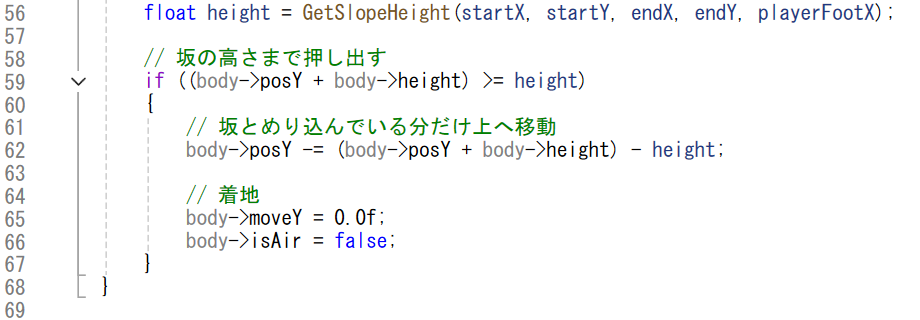 56 float height = GetSlopeHeight(startX, startY, endX, endY, playerFootX);
57
58 // 坂の高さまで押し出す
59 if ((body->posY + body->height) >= height)
60 {
61 // 坂とめり込んでいる分だけ上へ移動
62 body->posY -= (body->posY + body->height) - height;
63
64 // 着地
65 body->moveY = 0.0f;
66 body->isAir = false;
67 }
68 }
69